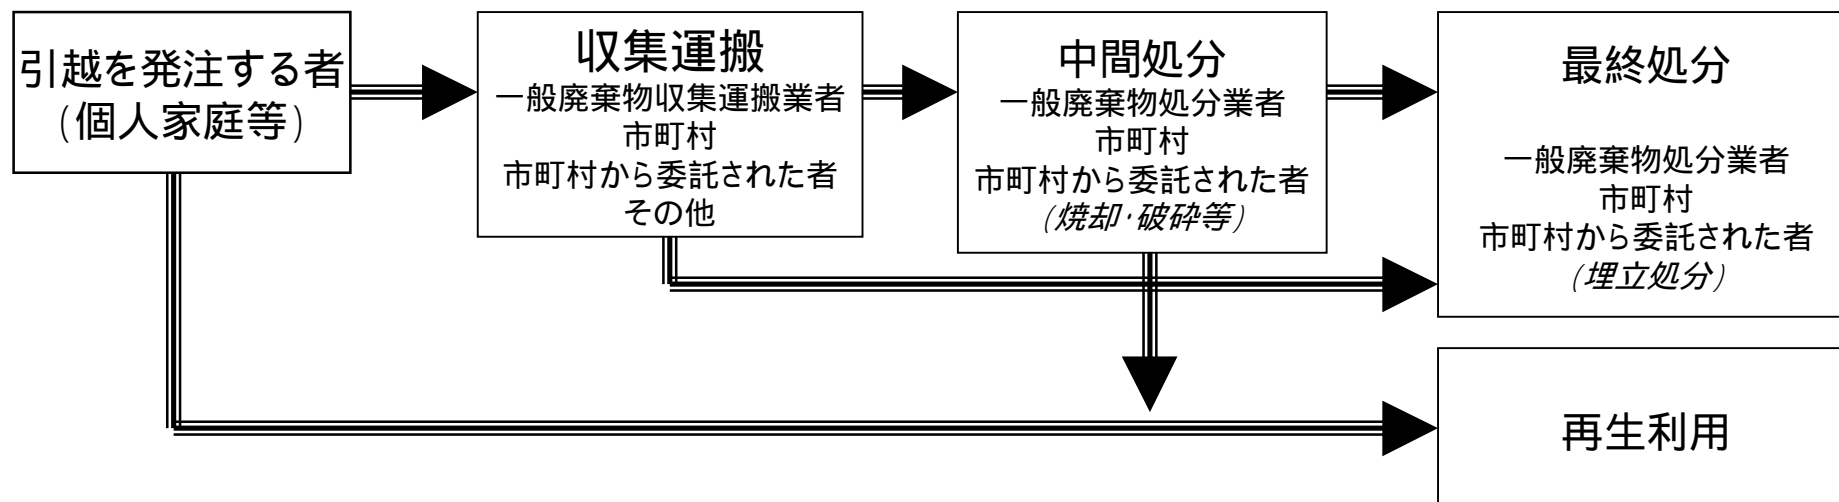 引越を発注する者
(個人家庭等)
収集運搬
一般廃棄物収集運搬業者
市町村
市町村から委託された者
その他
中間処分
一般廃棄物処分業者
市町村
市町村から委託された者
(焼却・破砕等)
最終処分
一般廃棄物処分業者
市町村
市町村から委託された者
(埋立処分)
再生利用